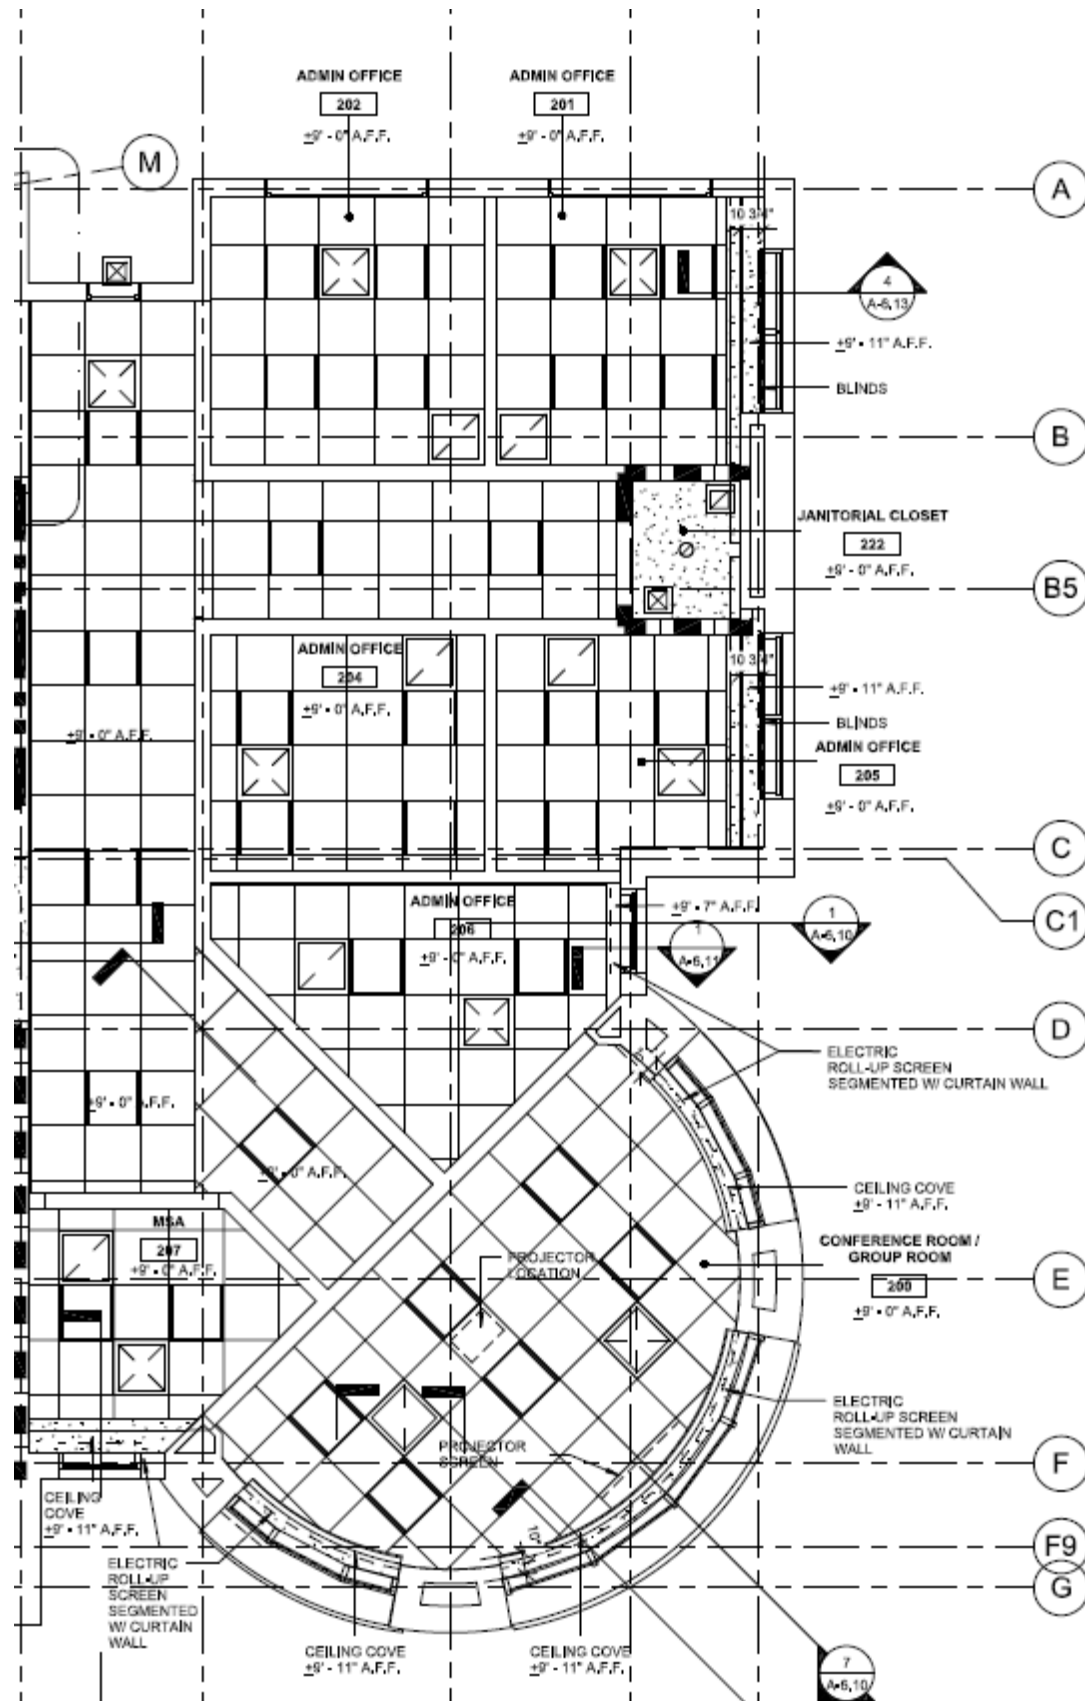 ADMIN OFFICE
202
±9' - 0" A.F.F.
ADMIN OFFICE
201
±9' - 0" A.F.F.
M
A
10 3/4"
4
A-6.13
±9' - 11" A.F.F.
BLINDS
B
JANITORIAL CLOSET
222
±9' - 0" A.F.F.
B5
ADMIN OFFICE
204
±9' - 0" A.F.F.
10 3/4"
±9' - 11" A.F.F.
BLINDS
ADMIN OFFICE
205
±9' - 0" A.F.F.
±9' - 0" A.F.F.
C
C1
ADMIN OFFICE
206
±9' - 0" A.F.F.
±9' - 7" A.F.F.
1
A-6.11
1
A-6.10
D
10"
ELECTRIC
ROLL-UP SCREEN
SEGMENTED W/ CURTAIN WALL
±9' - 0" A.F.F.
±9' - 0" A.F.F.
CEILING COVE
±9' - 11" A.F.F.
MSA
207
±9' - 0" A.F.F.
PROJECTOR
LOCATION
CONFERENCE ROOM /
GROUP ROOM
200
±9' - 0" A.F.F.
E
ELECTRIC
ROLL-UP SCREEN
SEGMENTED W/ CURTAIN
WALL
PROJECTOR
SCREEN
F
CEILING
COVE
±9' - 11" A.F.F.
10"
F9
G
ELECTRIC
ROLL-UP
SCREEN
SEGMENTED
W/ CURTAIN
WALL
CEILING COVE
±9' - 11" A.F.F.
CEILING COVE
±9' - 11" A.F.F.
7
A-6.10